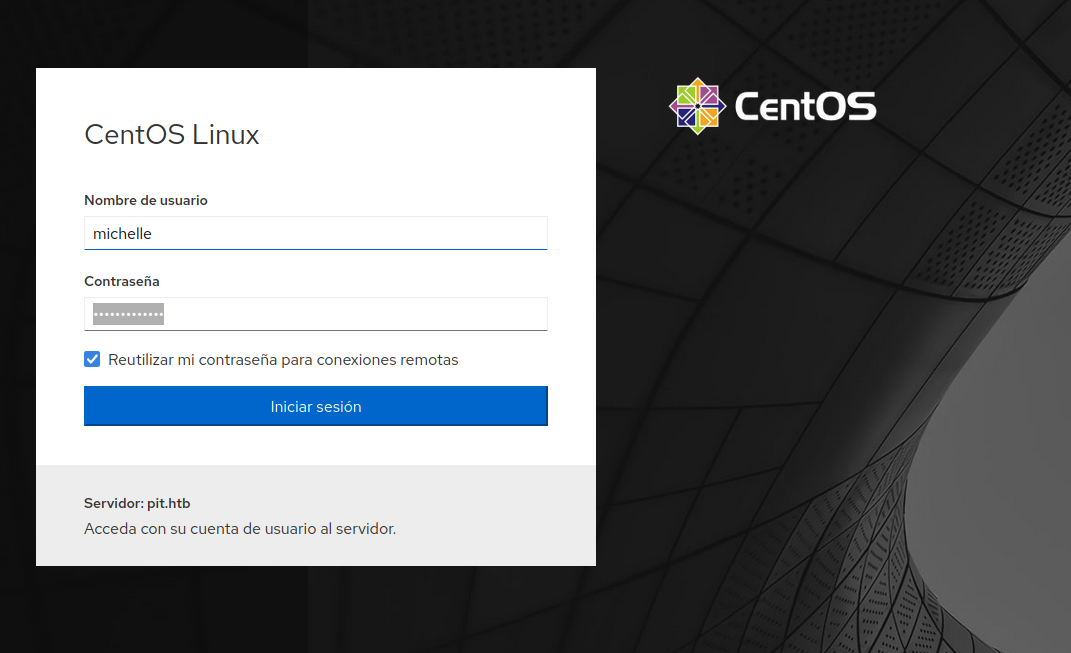 CentOS Linux
Nombre de usuario
michelle
Contraseña
•••••••••••••
Reutilizar mi contraseña para conexiones remotas
Iniciar sesión
Servidor: pit.htb
Acceda con su cuenta de usuario al servidor.
CentOS